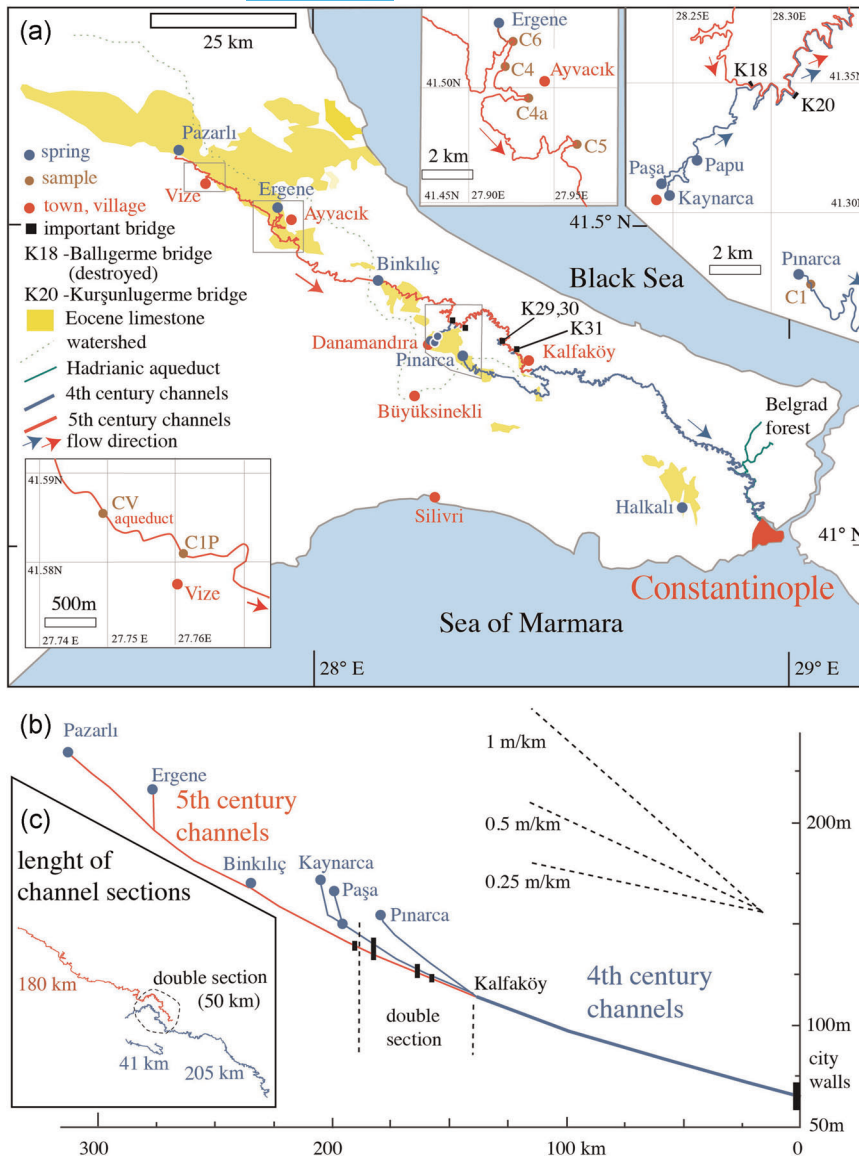 (a)
25 km
Pazarlı
spring
sample
town, village
important bridge
K18 -Ballıgerme bridge
(destroyed)
K20 -Kurşunlugerme bridge
Eocene limestone
watershed
Hadrianic aqueduct
4th century channels
5th century channels
flow direction
Vize
Ergene
Ayvacık
Binkılıç
Danamandıra
Pınarca
Büyüksinekli
Silivri
K29,30
K31
Kalfaköy
Black Sea
41.5° N
Belgrad
forest
Halkalı
41° N
Constantinople
Sea of Marmara
28° E
29° E
Ergene
C6
C4
Ayvacık
C4a
C5
41.50
2 km
41.45
27.90
27.95
28.25E
28.30E
K18
41.35
K20
Papu
Paşa
Kaynarca
41.30
2 km
Pınarca
C1
41.59
CV
aqueduct
C1P
41.58N
Vize
500m
27.74
27.75
27.76E
(b)
Pazarlı
Ergene
5th century
channels
Binkılıç
Kaynarca
Paşa
Pınarca
Kalfaköy
double
section
4th century
channels
1 m/km
0.5 m/km
0.25 m/km
200m
100m
city
walls
50m
300
200
100 km
0
(c)
lenght of
channel sections
180 km
double section
(50 km)
41 km
205 km